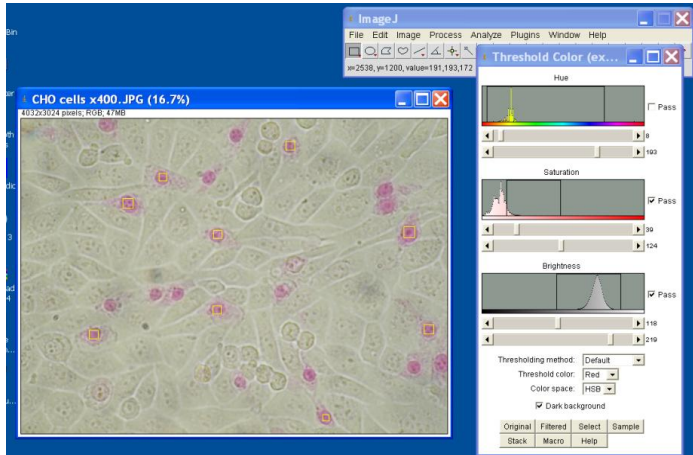 Bin
ImageJ
File Edit Image Process Analyze Plugins Window Help
x=2538, y=1200, value=191,193,172
Threshold Color (ex...
Hue
Pass
8
193
Saturation
Pass
39
124
Brightness
Pass
118
219
Thresholding method: Default
Threshold color: Red
Color space: HSB
Dark background
Original Filtered Select Sample
Stack Macro Help
CHO cells x400.JPG (16.7%)
4032x3024 pixels; RGB; 47MB